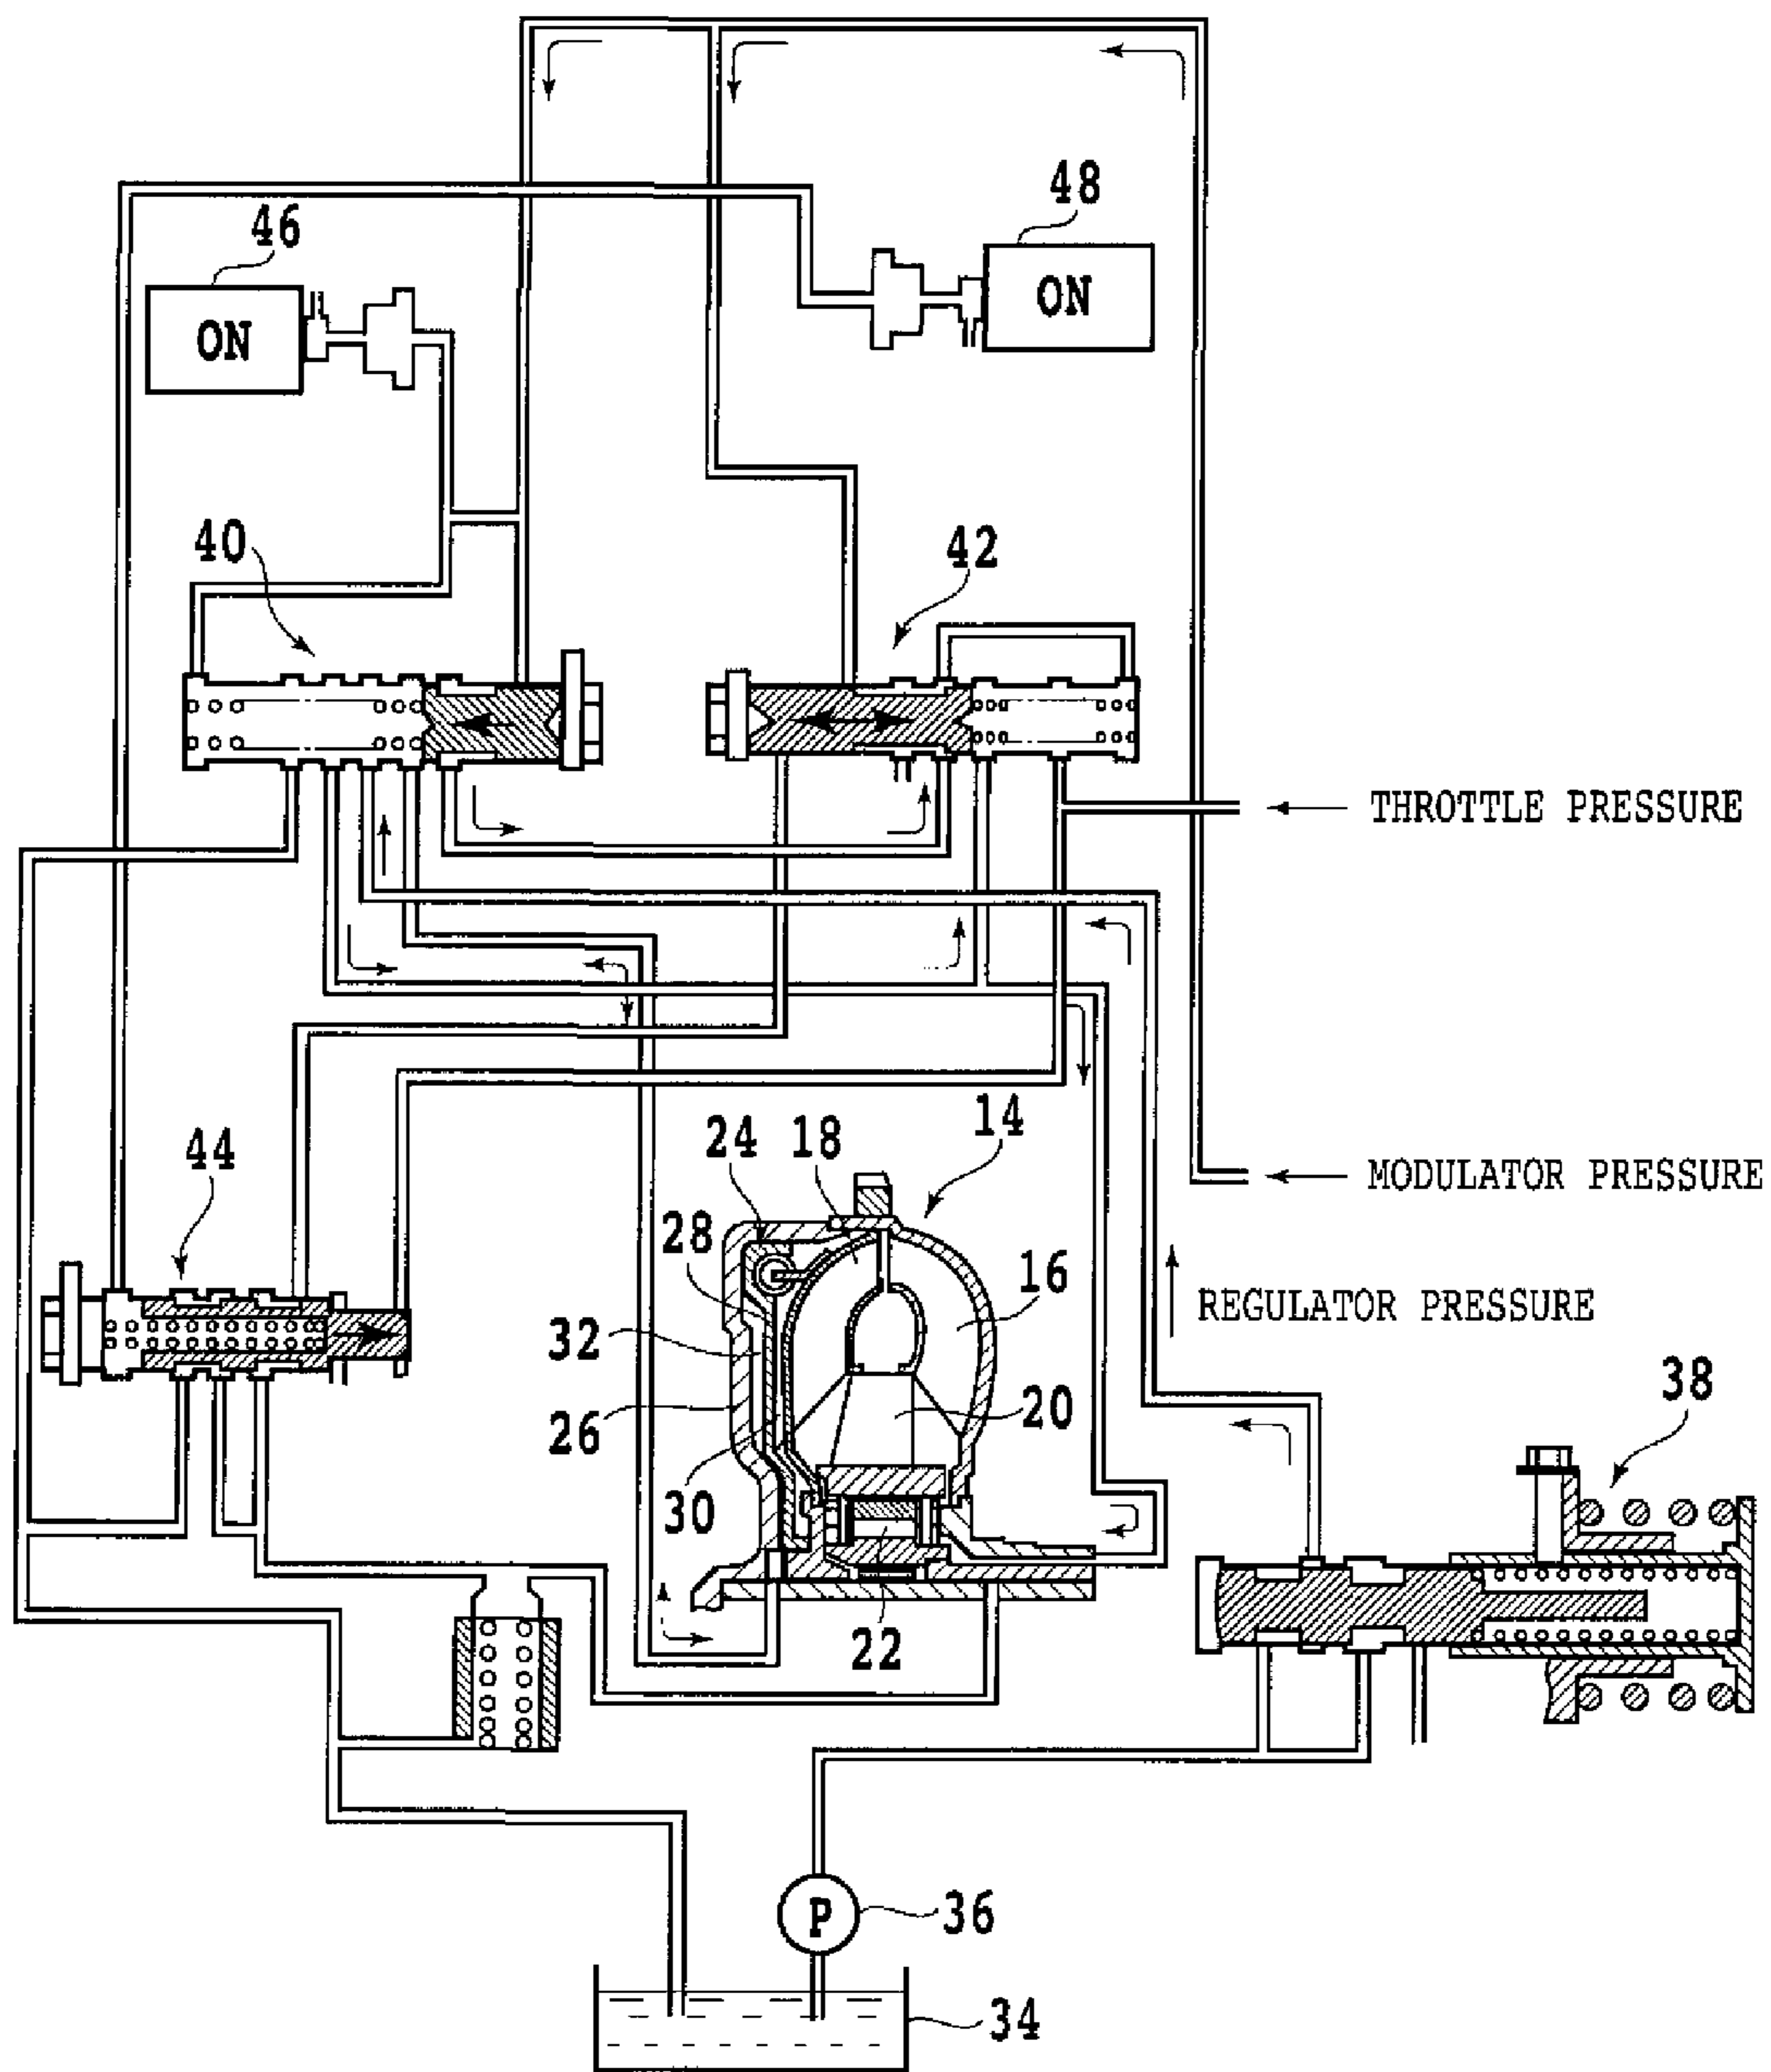 48
46
ON
ON
40
42
THROTTLE PRESSURE
44
24 18 14
MODULATOR PRESSURE
28
16
REGULATOR PRESSURE
32
38
26
20
30
22
P
36
34